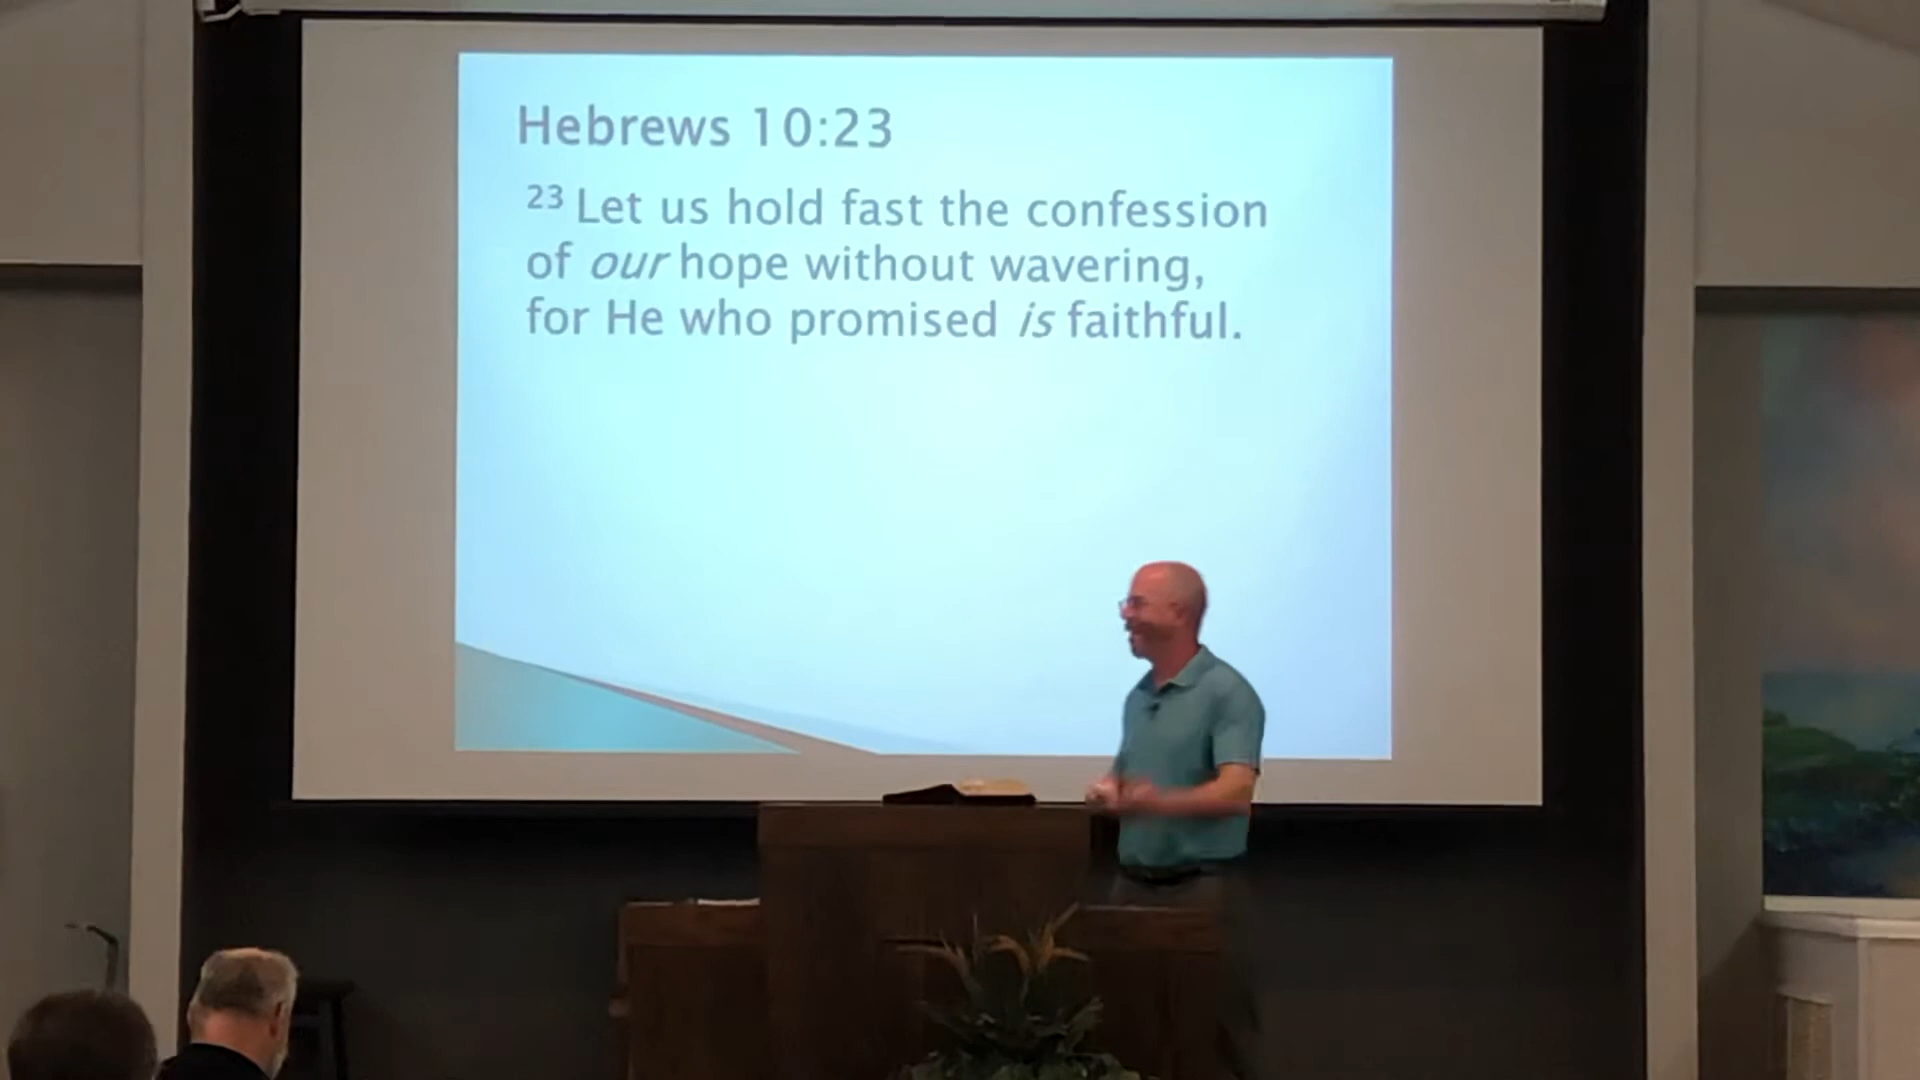 Hebrews 10:23
23 Let us hold fast the confession
of our hope without wavering,
for He who promised is faithful.